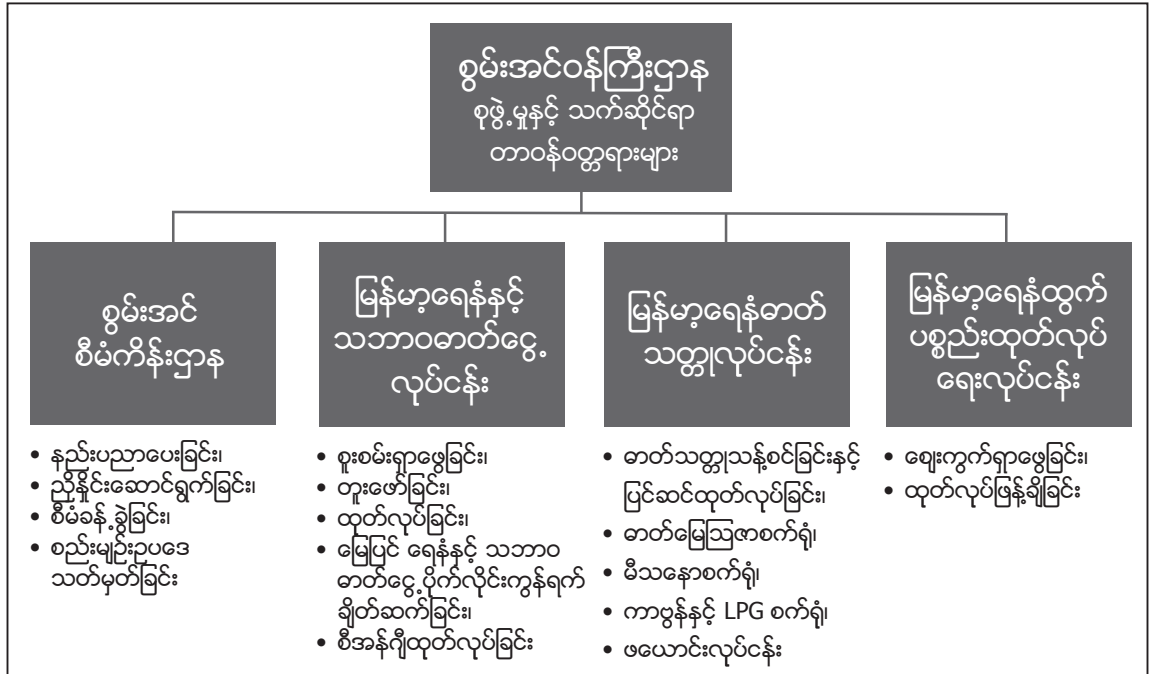 စွမ်းအင်ဝန်ကြီးဌာန
စုဖွဲ့မှုနှင့် သက်ဆိုင်ရာ
တာဝန်ဝတ္တရားများ
စွမ်းအင်
စီမံကိန်းဌာန
• နည်းပညာပေးခြင်း၊
• ညှိနှိုင်းဆောင်ရွက်ခြင်း၊
• စီမံခန့်ခွဲခြင်း၊
• စည်းမျဉ်းဥပဒေ
သတ်မှတ်ခြင်း
မြန်မာ့ရေနံနှင့်
သဘာဝဓာတ်ငွေ့
လုပ်ငန်း
• စူးစမ်းရှာဖွေခြင်း၊
• တူးဖော်ခြင်း၊
• ထုတ်လုပ်ခြင်း၊
• မြေပြင် ရေနံနှင့် သဘာဝ
ဓာတ်ငွေ့ပိုက်လိုင်းကွန်ရက်
ချိတ်ဆက်ခြင်း၊
• စီအန်ဂျီထုတ်လုပ်ခြင်း
မြန်မာ့ရေနံဓာတ်
သတ္တုလုပ်ငန်း
• ဓာတ်သတ္တုသန့်စင်ခြင်းနှင့်
ပြင်ဆင်ထုတ်လုပ်ခြင်း၊
• ဓာတ်မြေဩဇာစက်ရုံ၊
• မီသနောစက်ရုံ၊
• ကာဗွန်နှင့် LPG စက်ရုံ၊
• ဖယောင်းလုပ်ငန်း
မြန်မာ့ရေနံထွက်
ပစ္စည်းထုတ်လုပ်
ရေးလုပ်ငန်း
• ဈေးကွက်ရှာဖွေခြင်း၊
• ထုတ်လုပ်ဖြန့်ချိခြင်း